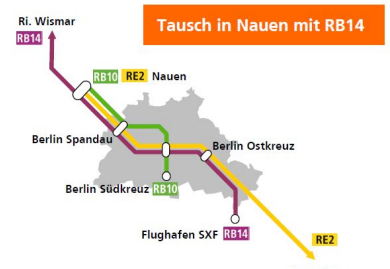 Tausch in Nauen mit RB14
Ri. Wismar
RB14
RB10 RE2 Nauen
Berlin Spandau
Berlin Ostkreuz
Berlin Südkreuz RB10
Flughafen SXF RB14
RE2